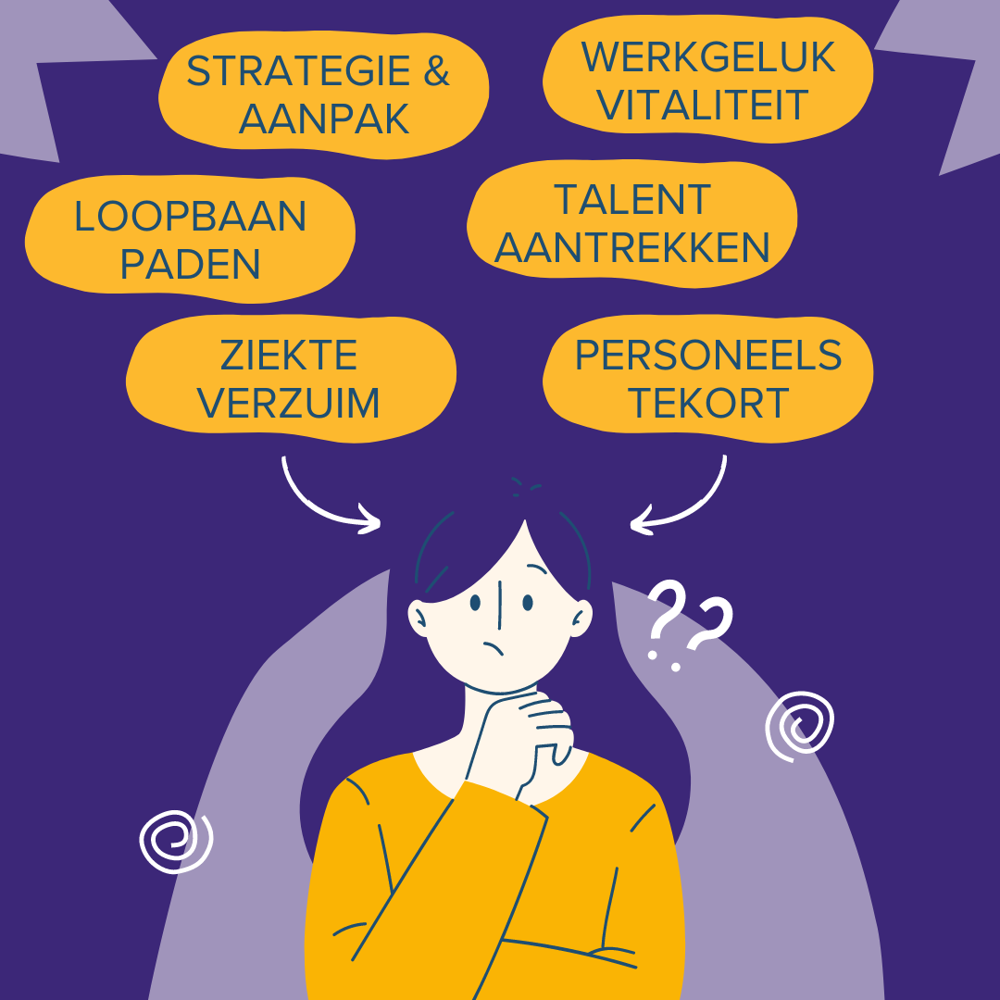 STRATEGIE &
AANPAK
WERKGELUK
VITALITEIT
LOOPBAAN
PADEN
TALENT
AANTREKKEN
ZIEKTE
VERZUIM
PERSONEELS
TEKORT
??